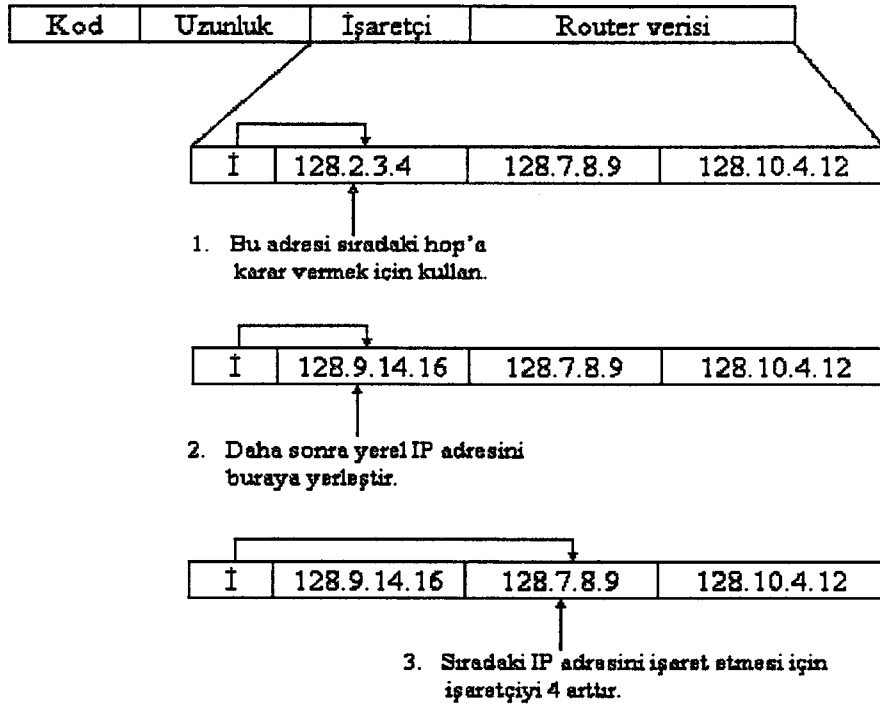 Kod Uzunluk İşaretçi Router verisi
İ 128.2.3.4 128.7.8.9 128.10.4.12
1. Bu adresi sıradaki hop'a
karar vermek için kullan.
İ 128.9.14.16 128.7.8.9 128.10.4.12
2. Daha sonra yerel IP adresini
buraya yerleştir.
İ 128.9.14.16 128.7.8.9 128.10.4.12
3. Sıradaki IP adresini işaret etmesi için
işaretçiyi 4 arttır.